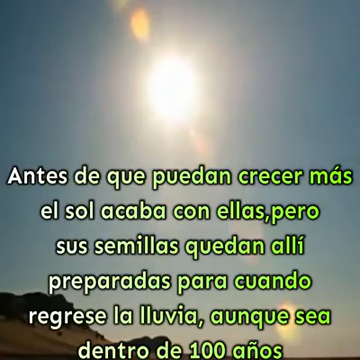 Antes de que puedan crecer más
el sol acaba con ellas,pero
sus semillas quedan allí
preparadas para cuando
regrese la lluvia, aunque sea
dentro de 100 años